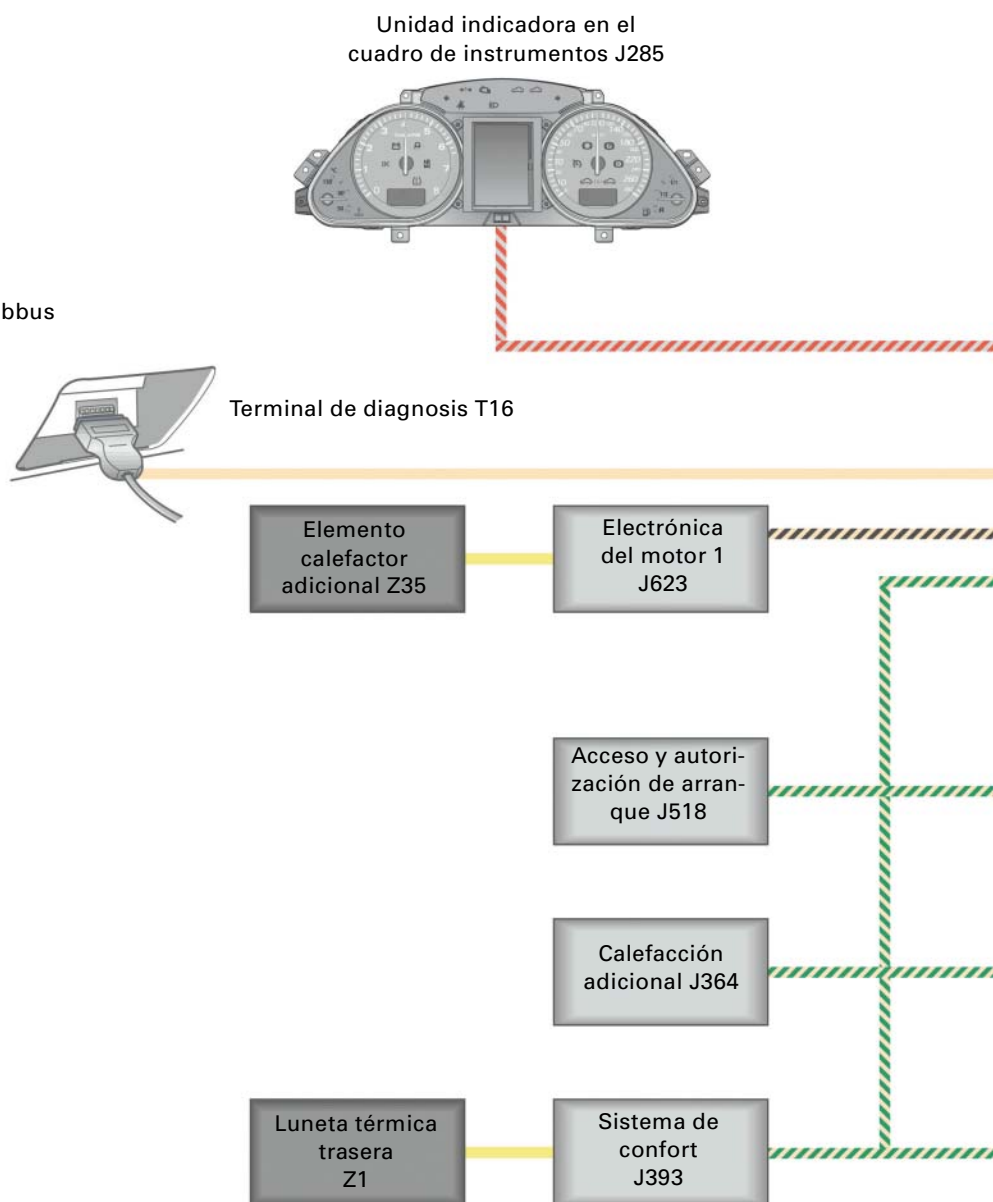 Unidad indicadora en el
cuadro de instrumentos J285
bbus
Terminal de diagnosis T16
Elemento
calefactor
adicional Z35
Electrónica
del motor 1
J623
Acceso y autori-
zación de arran-
que J518
Calefacción
adicional J364
Luneta térmica
trasera
Z1
Sistema de
confort
J393